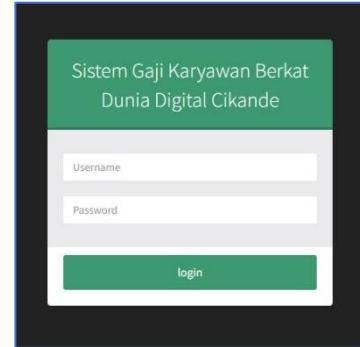 Sistem Gaji Karyawan Berkat
Dunia Digital Cikande
Username
Password
login